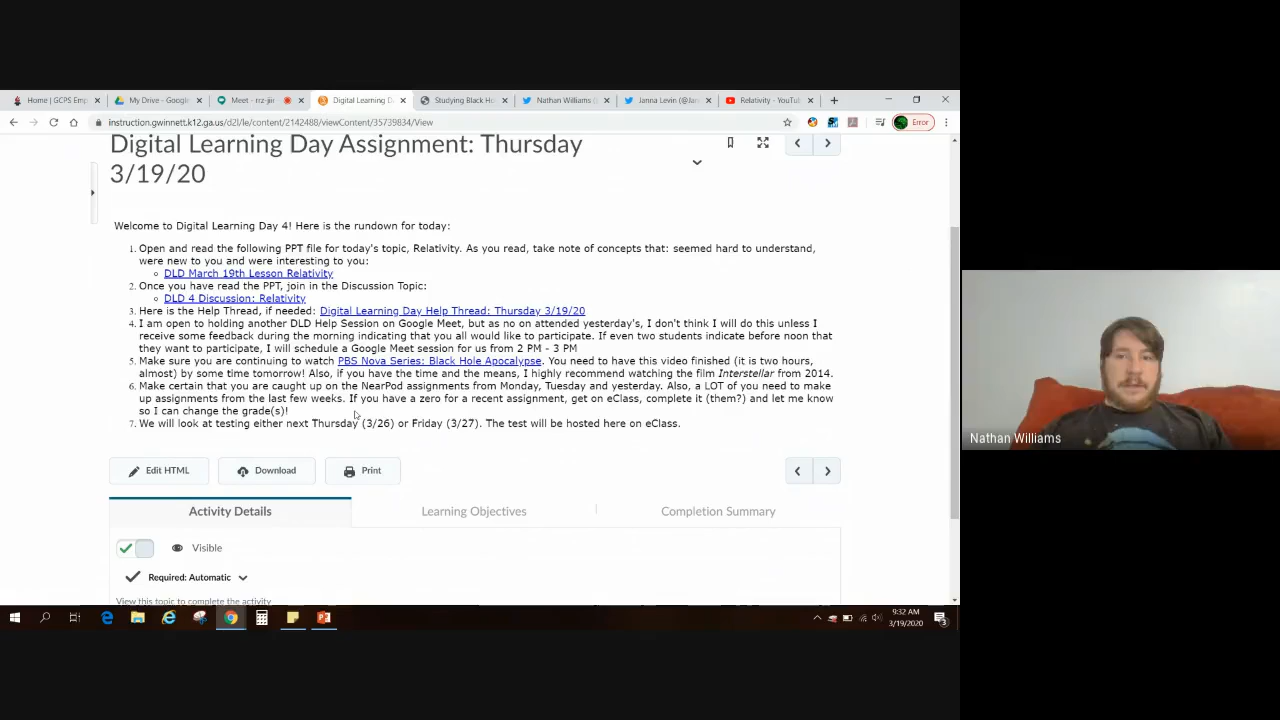 Home | GCPS Emp
My Drive - Google
Meet - rrz-jir
Digital Learning D
Studying Black Ho
Nathan Williams (
Janna Levin (@Jan
Relativity - YouTu
instruction.gwinnett.k12.ga.us/d2l/le/content/2142488/viewContent/35739834/View
Error
Digital Learning Day Assignment: Thursday
3/19/20
Welcome to Digital Learning Day 4! Here is the rundown for today:
1. Open and read the following PPT file for today's topic, Relativity. As you read, take note of concepts that: seemed hard to understand,
were new to you and were interesting to you:
DLD March 19th Lesson Relativity
2. Once you have read the PPT, join in the Discussion Topic:
DLD 4 Discussion: Relativity
3. Here is the Help Thread, if needed: Digital Learning Day Help Thread: Thursday 3/19/20
4. I am open to holding another DLD Help Session on Google Meet, but as no on attended yesterday's, I don't think I will do this unless I
receive some feedback during the morning indicating that you all would like to participate. If even two students indicate before noon that
they want to participate, I will schedule a Google Meet session for us from 2 PM - 3 PM
5. Make sure you are continuing to watch PBS Nova Series: Black Hole Apocalypse. You need to have this video finished (it is two hours,
almost) by some time tomorrow! Also, if you have the time and the means, I highly recommend watching the film Interstellar from 2014.
6. Make certain that you are caught up on the NearPod assignments from Monday, Tuesday and yesterday. Also, a LOT of you need to make
up assignments from the last few weeks. If you have a zero for a recent assignment, get on eClass, complete it (them?) and let me know
so I can change the grade(s)!
7. We will look at testing either next Thursday (3/26) or Friday (3/27). The test will be hosted here on eClass.
Edit HTML
Download
Print
Activity Details
Learning Objectives
Completion Summary
Visible
Required: Automatic
View this topic to complete the activity
9:32 AM
3/19/2020
3
Nathan Williams